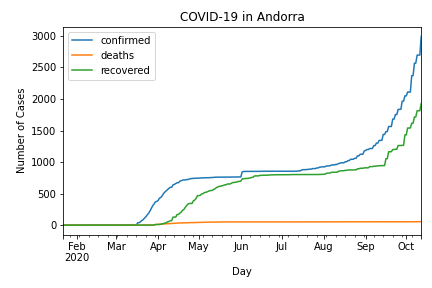 COVID-19 in Andorra
confirmed
deaths
recovered
Number of Cases
3000
2500
2000
1500
1000
500
0
Feb Mar Apr May Jun Jul Aug Sep Oct
2020
Day